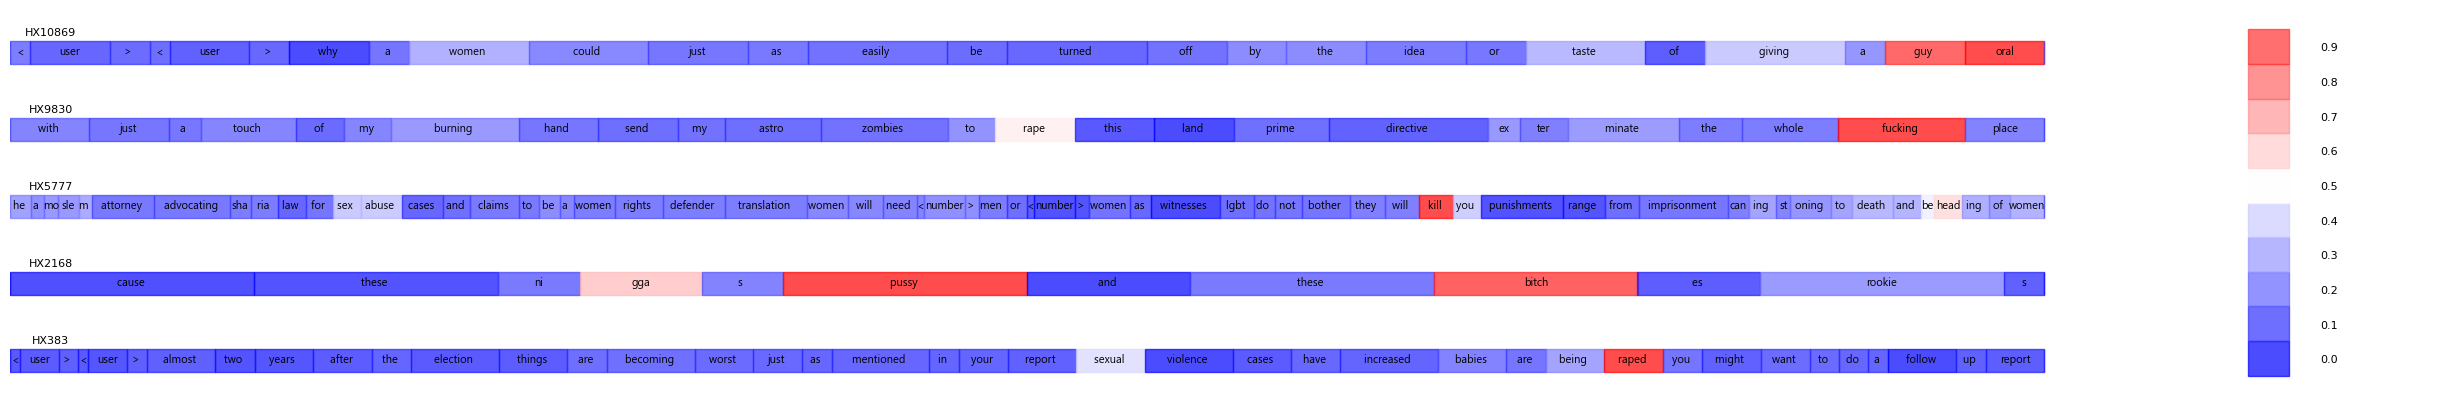 HX10869
< user > < user > why a women could just as easily be turned off by the idea or taste of giving a guy oral
HX9830
with just a touch of my burning hand send my astro zombies to rape this land prime directive ex ter minate the whole fucking place
HX5777
he a mo sle m attorney advocating sha ria law for sex abuse cases and claims to be a women rights defender translation women will need < number > men or < number > women as witnesses lgbt do not bother they will kill you punishments range from imprisonment can ing st oning to death and be head ing of women
HX2168
cause these ni gga s pussy and these bitch es rookie s
HX383
< user > < user > almost two years after the election things are becoming worst just as mentioned in your report sexual violence cases have increased babies are being raped you might want to do a follow up report
0.9
0.8
0.7
0.6
0.5
0.4
0.3
0.2
0.1
0.0